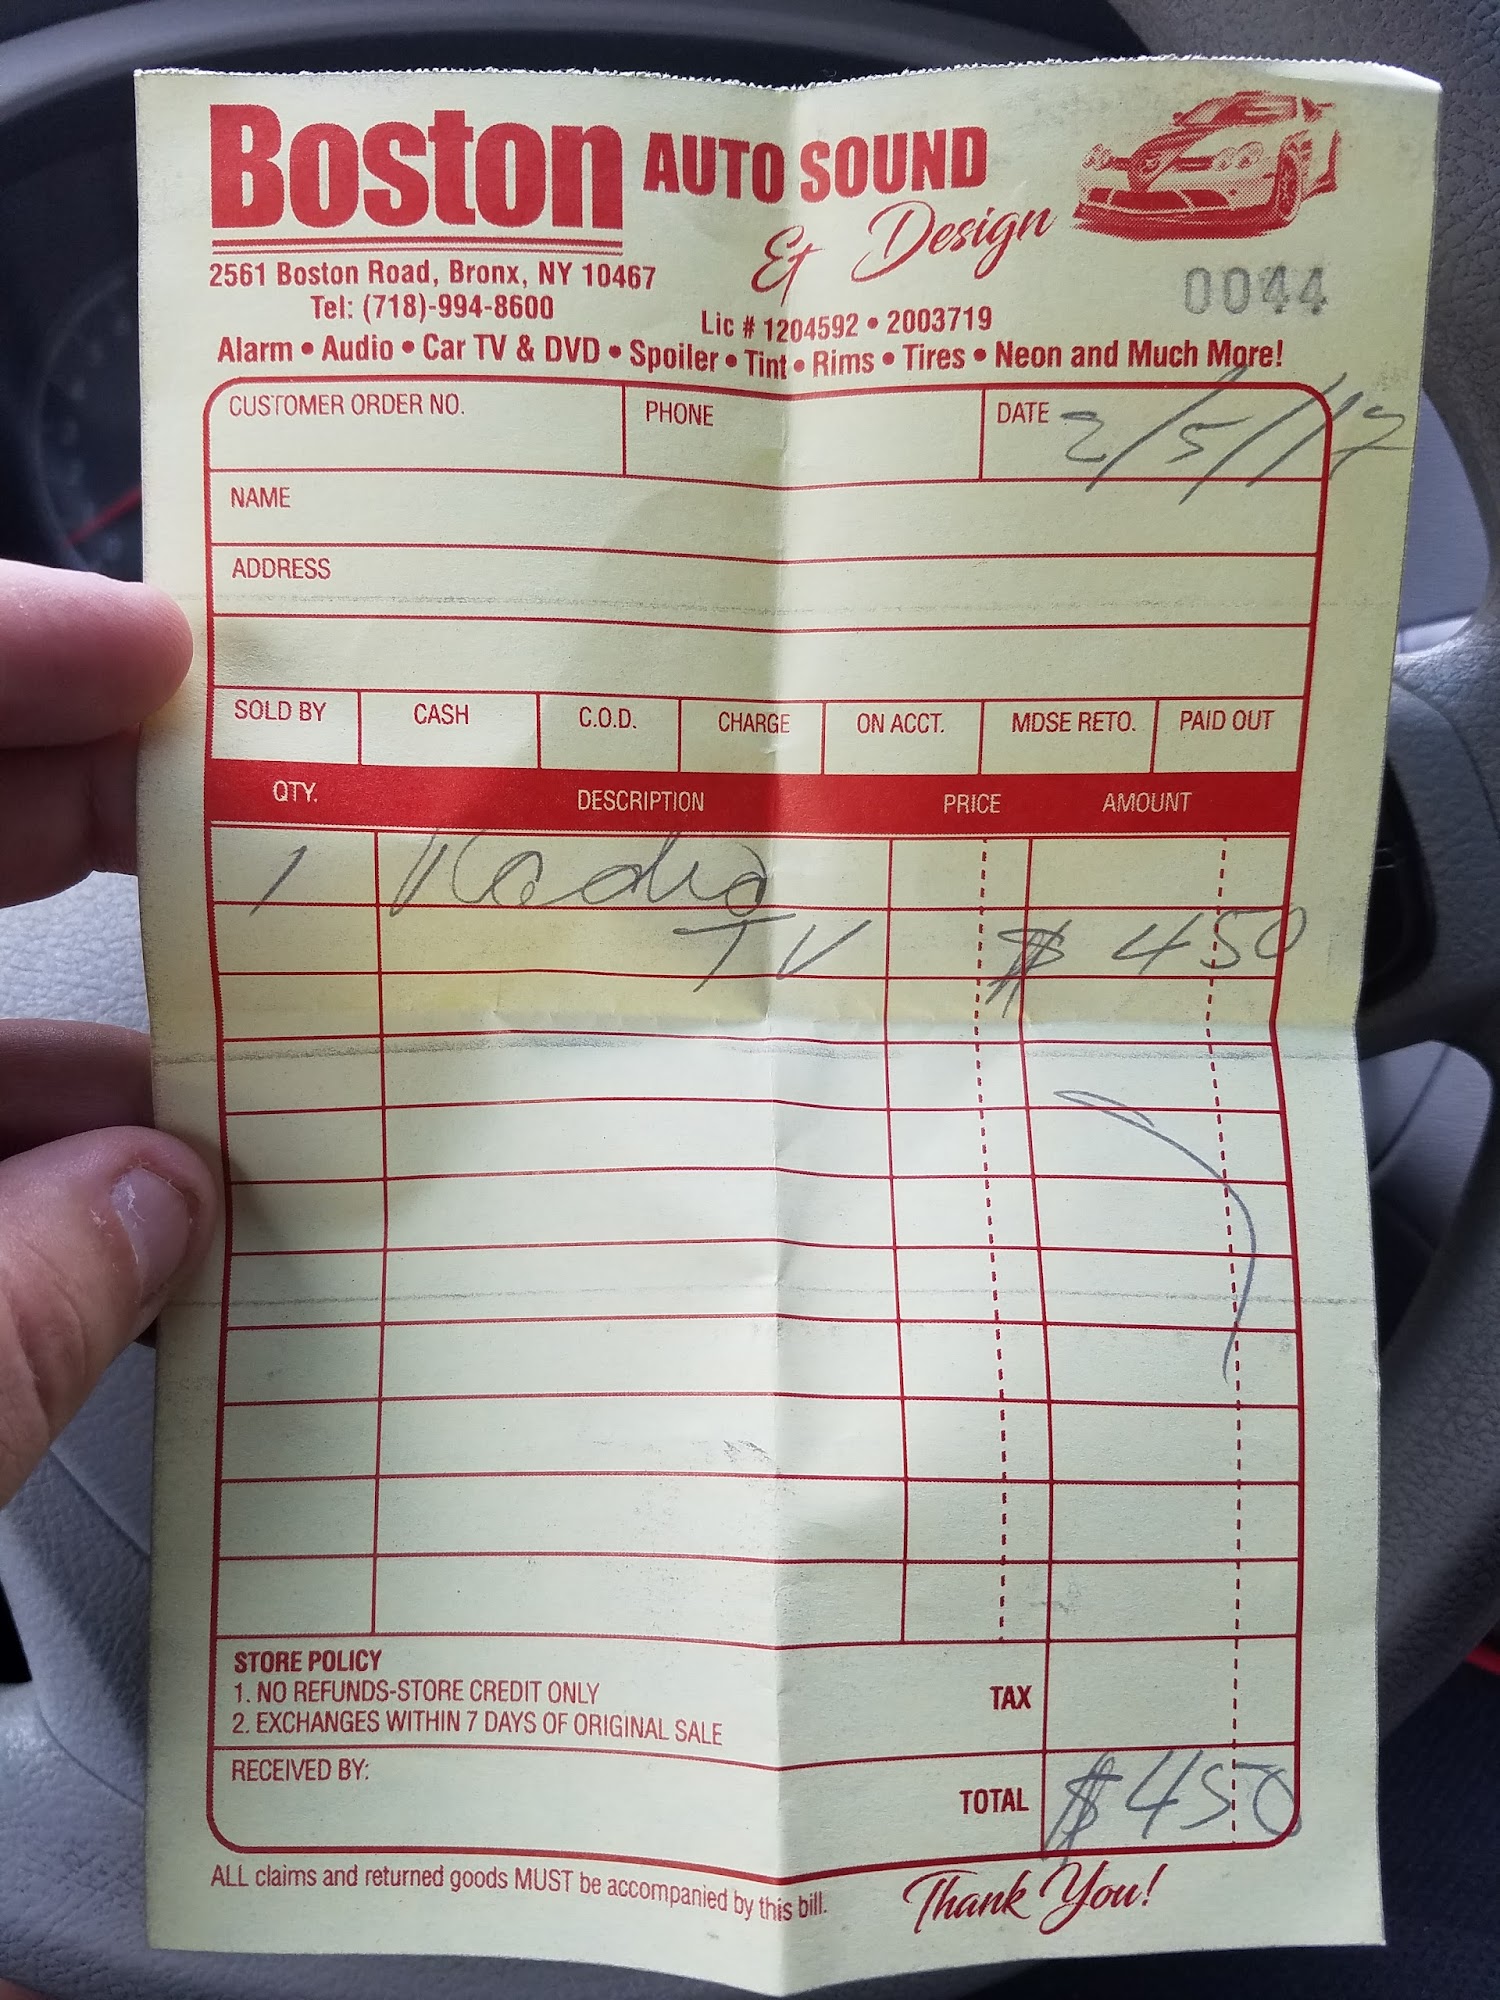 Boston AUTO SOUND
& Design
2561 Boston Road, Bronx, NY 10467
Tel: (718)-994-8600
Lic # 1204592 • 2003719
0044
Alarm • Audio • Car TV & DVD • Spoiler • Tint • Rims • Tires • Neon and Much More!
CUSTOMER ORDER NO. PHONE DATE 2/5/17
NAME
ADDRESS
SOLD BY CASH C.O.D. CHARGE ON ACCT. MDSE RETO. PAID OUT
QTY. DESCRIPTION PRICE AMOUNT
1 Radio
TV $ 450
STORE POLICY
1. NO REFUNDS-STORE CREDIT ONLY
2. EXCHANGES WITHIN 7 DAYS OF ORIGINAL SALE
TAX
RECEIVED BY:
TOTAL $450
ALL claims and returned goods MUST be accompanied by this bill.
Thank You!